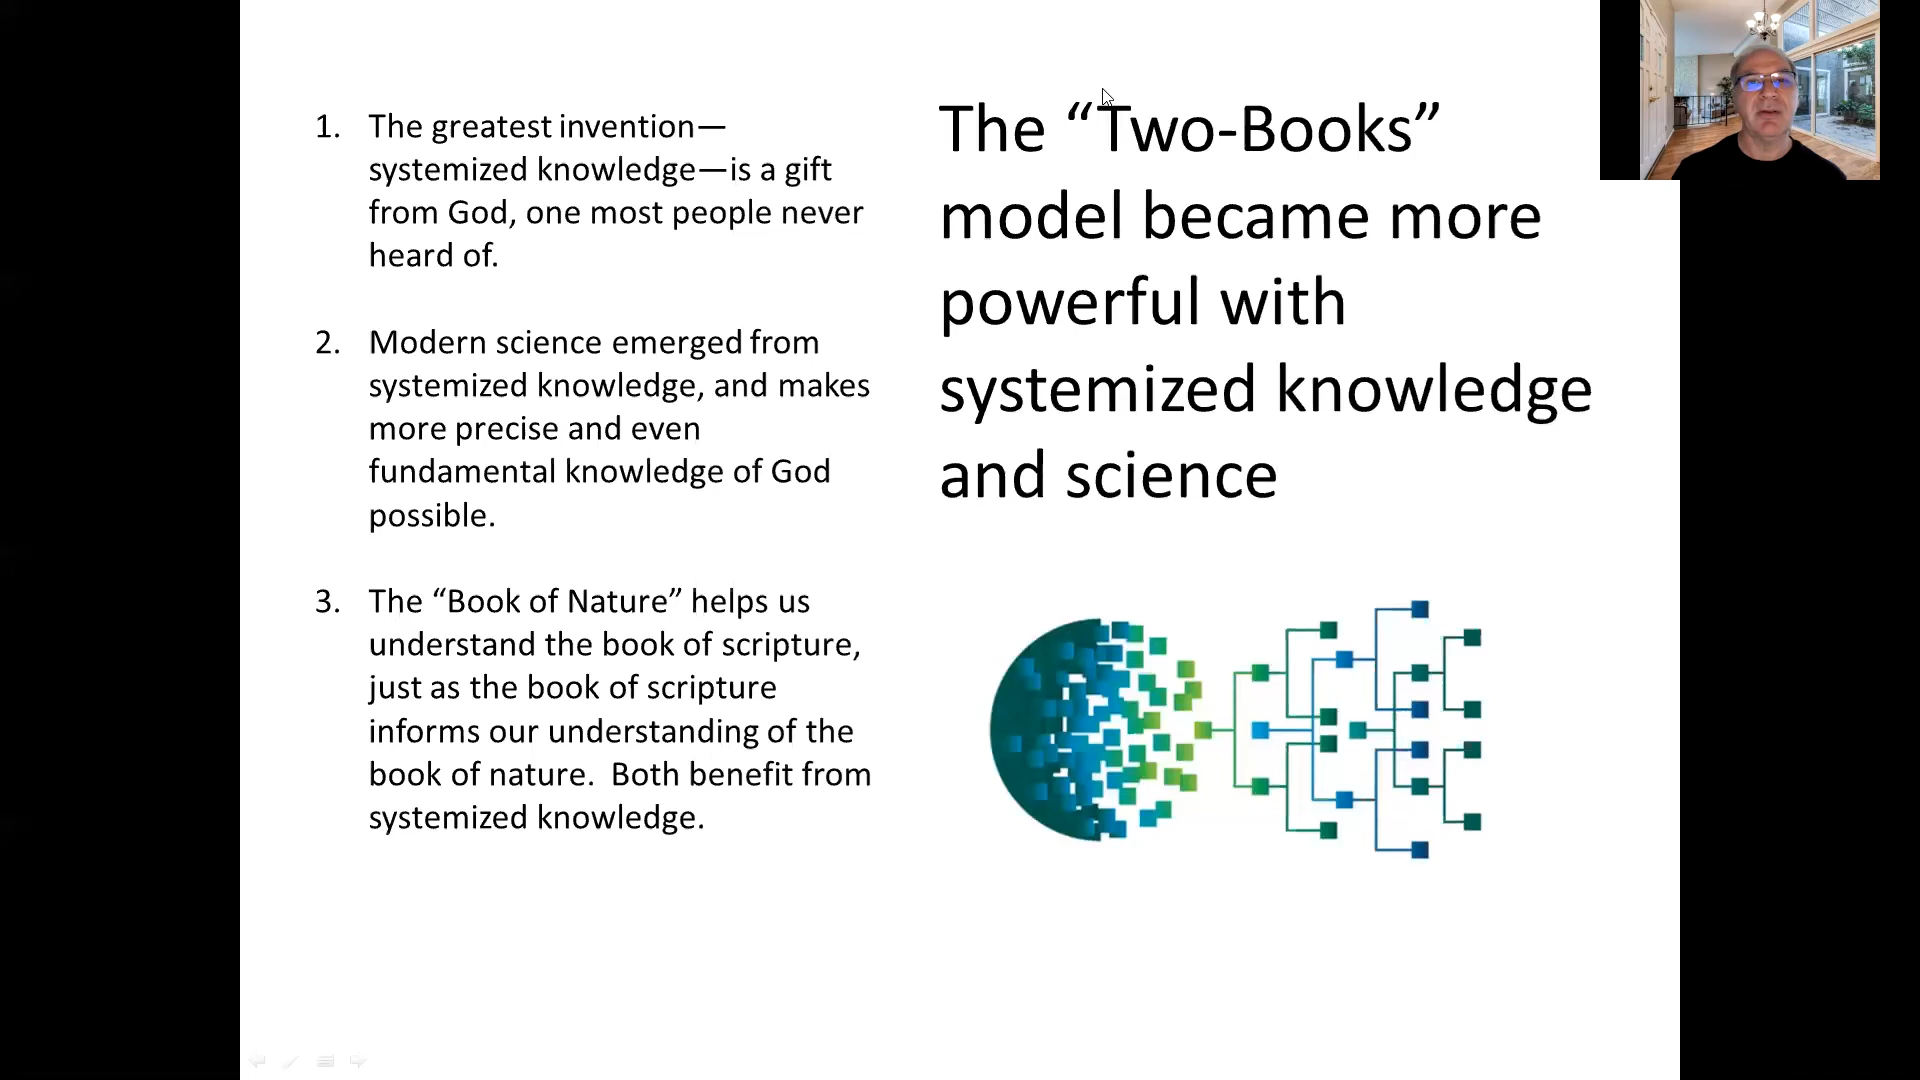 1. The greatest invention—
systemized knowledge—is a gift
from God, one most people never
heard of.
2. Modern science emerged from
systemized knowledge, and makes
more precise and even
fundamental knowledge of God
possible.
3. The “Book of Nature” helps us
understand the book of scripture,
just as the book of scripture
informs our understanding of the
book of nature.  Both benefit from
systemized knowledge.
The “Two-Books”
model became more
powerful with
systemized knowledge
and science